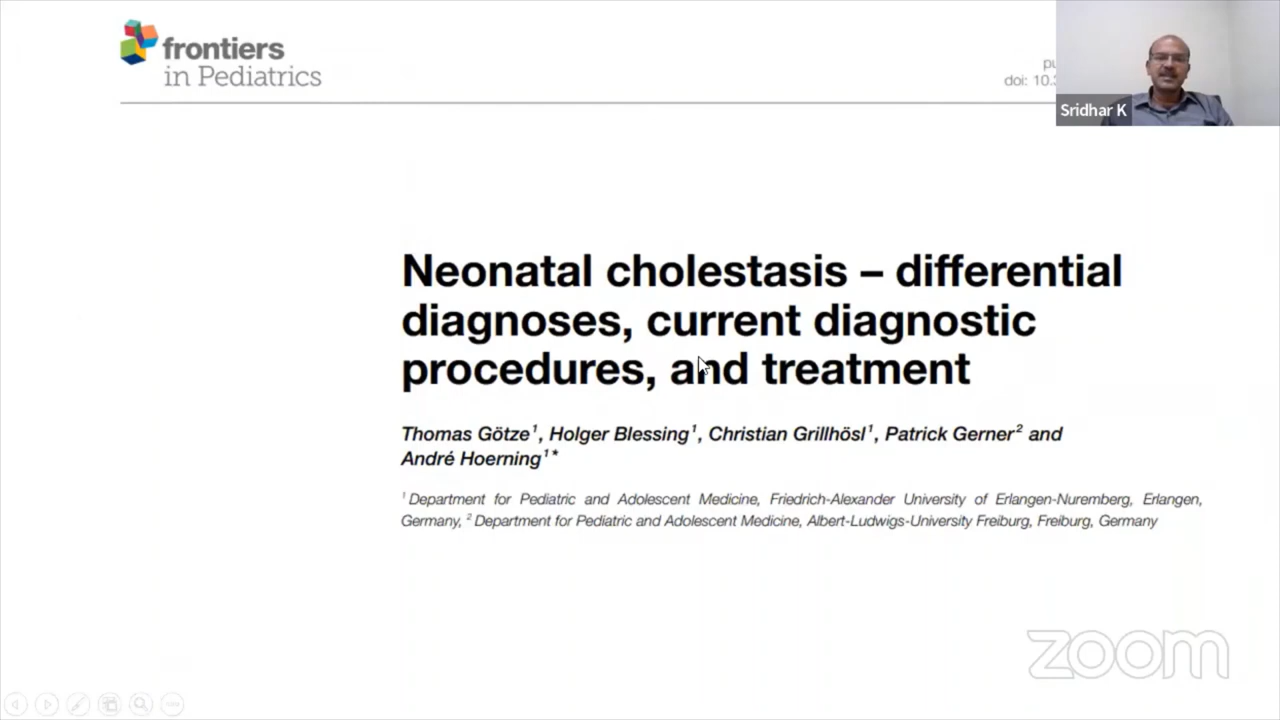 frontiers
in Pediatrics
doi: 10.
Sridhar K
Neonatal cholestasis – differential
diagnoses, current diagnostic
procedures, and treatment
Thomas Götze¹, Holger Blessing¹, Christian Grillhösl¹, Patrick Gerner² and
André Hoerning¹*
¹ Department for Pediatric and Adolescent Medicine, Friedrich-Alexander University of Erlangen-Nuremberg, Erlangen,
Germany, ² Department for Pediatric and Adolescent Medicine, Albert-Ludwigs-University Freiburg, Freiburg, Germany
zoom